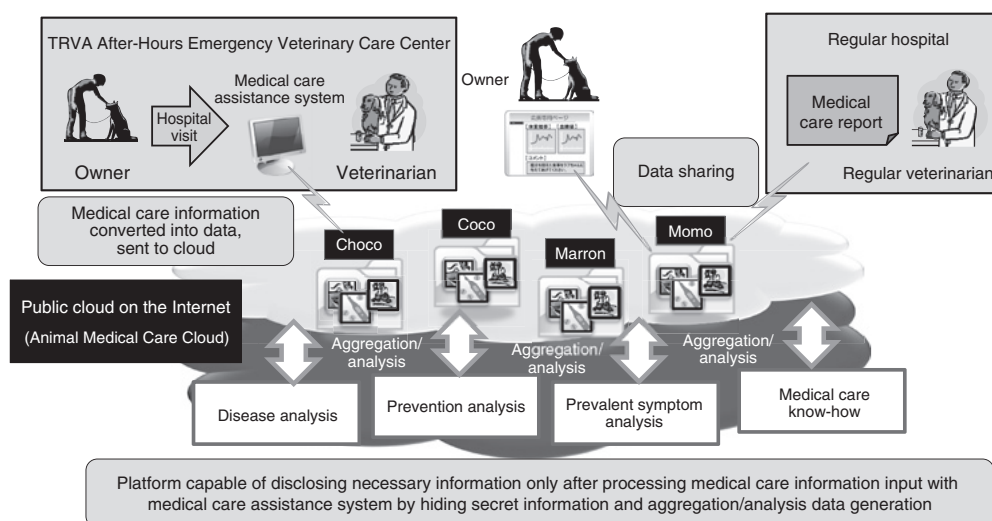 TRVA After-Hours Emergency Veterinary Care Center
Medical care
assistance system
Hospital
visit
Owner
Veterinarian
Owner
Regular hospital
Medical
care report
Regular veterinarian
Data sharing
Medical care information
converted into data,
sent to cloud
Choco
Coco
Marron
Momo
Public cloud on the Internet
(Animal Medical Care Cloud)
Aggregation/
analysis
Aggregation/
analysis
Aggregation/
analysis
Disease analysis
Prevention analysis
Prevalent symptom
analysis
Medical care
know-how
Platform capable of disclosing necessary information only after processing medical care information input with
medical care assistance system by hiding secret information and aggregation/analysis data generation